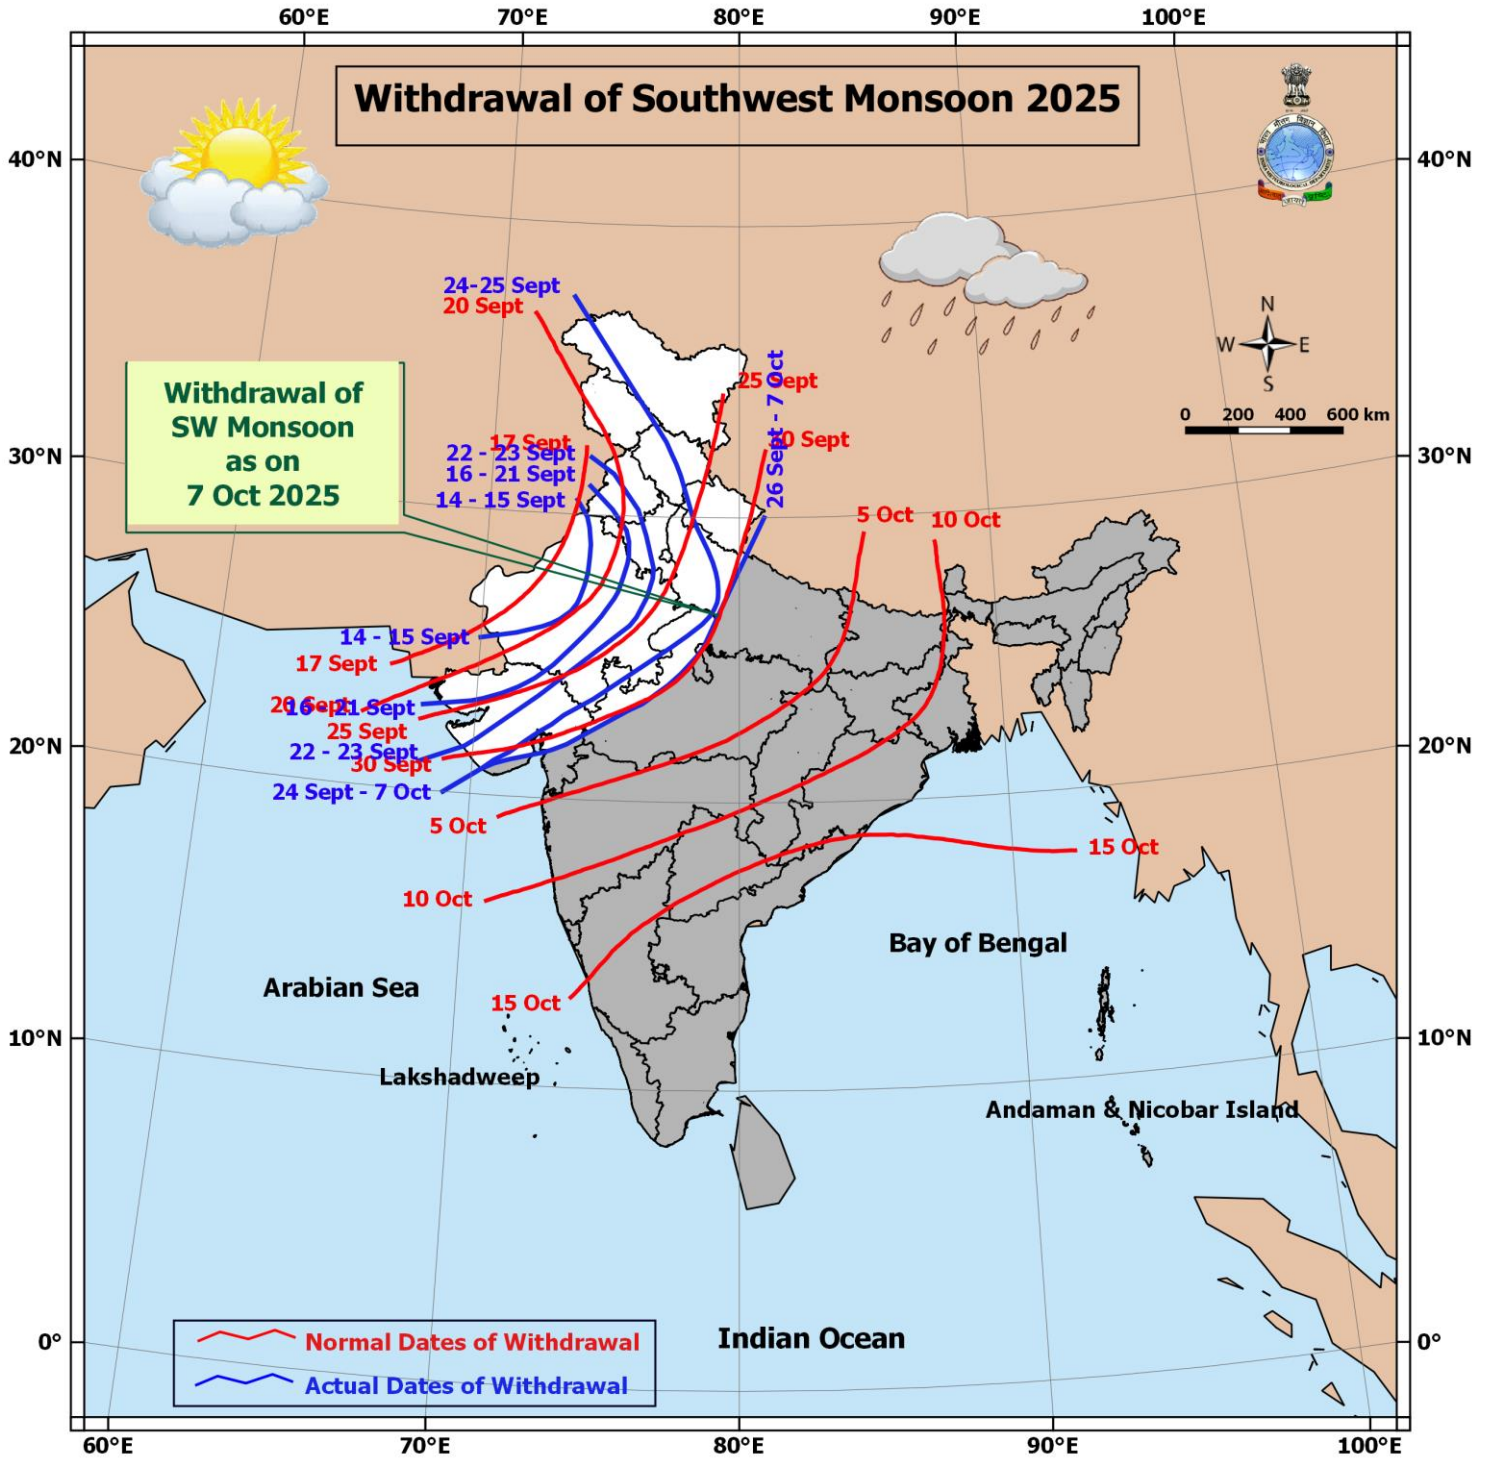 60°E 70°E 80°E 90°E 100°E
Withdrawal of Southwest Monsoon 2025
40°N 40°N
24-25 Sept
20 Sept
N
W E
S
25 Sept
26 Sept - 7 Oct
Withdrawal of
SW Monsoon
as on
7 Oct 2025
0 200 400 600 km
17 Sept
30°N 30°N
22 - 23 Sept
16 - 21 Sept
14 - 15 Sept
5 Oct 10 Oct
14 - 15 Sept
17 Sept
20 Sept
16 - 21 Sept
25 Sept
20°N 20°N
22 - 23 Sept
30 Sept
24 Sept - 7 Oct
5 Oct
15 Oct
10 Oct
Bay of Bengal
Arabian Sea
15 Oct
10°N 10°N
Lakshadweep
Andaman & Nicobar Island
0° 0°
Indian Ocean
Normal Dates of Withdrawal
Actual Dates of Withdrawal
60°E 70°E 80°E 90°E 100°E